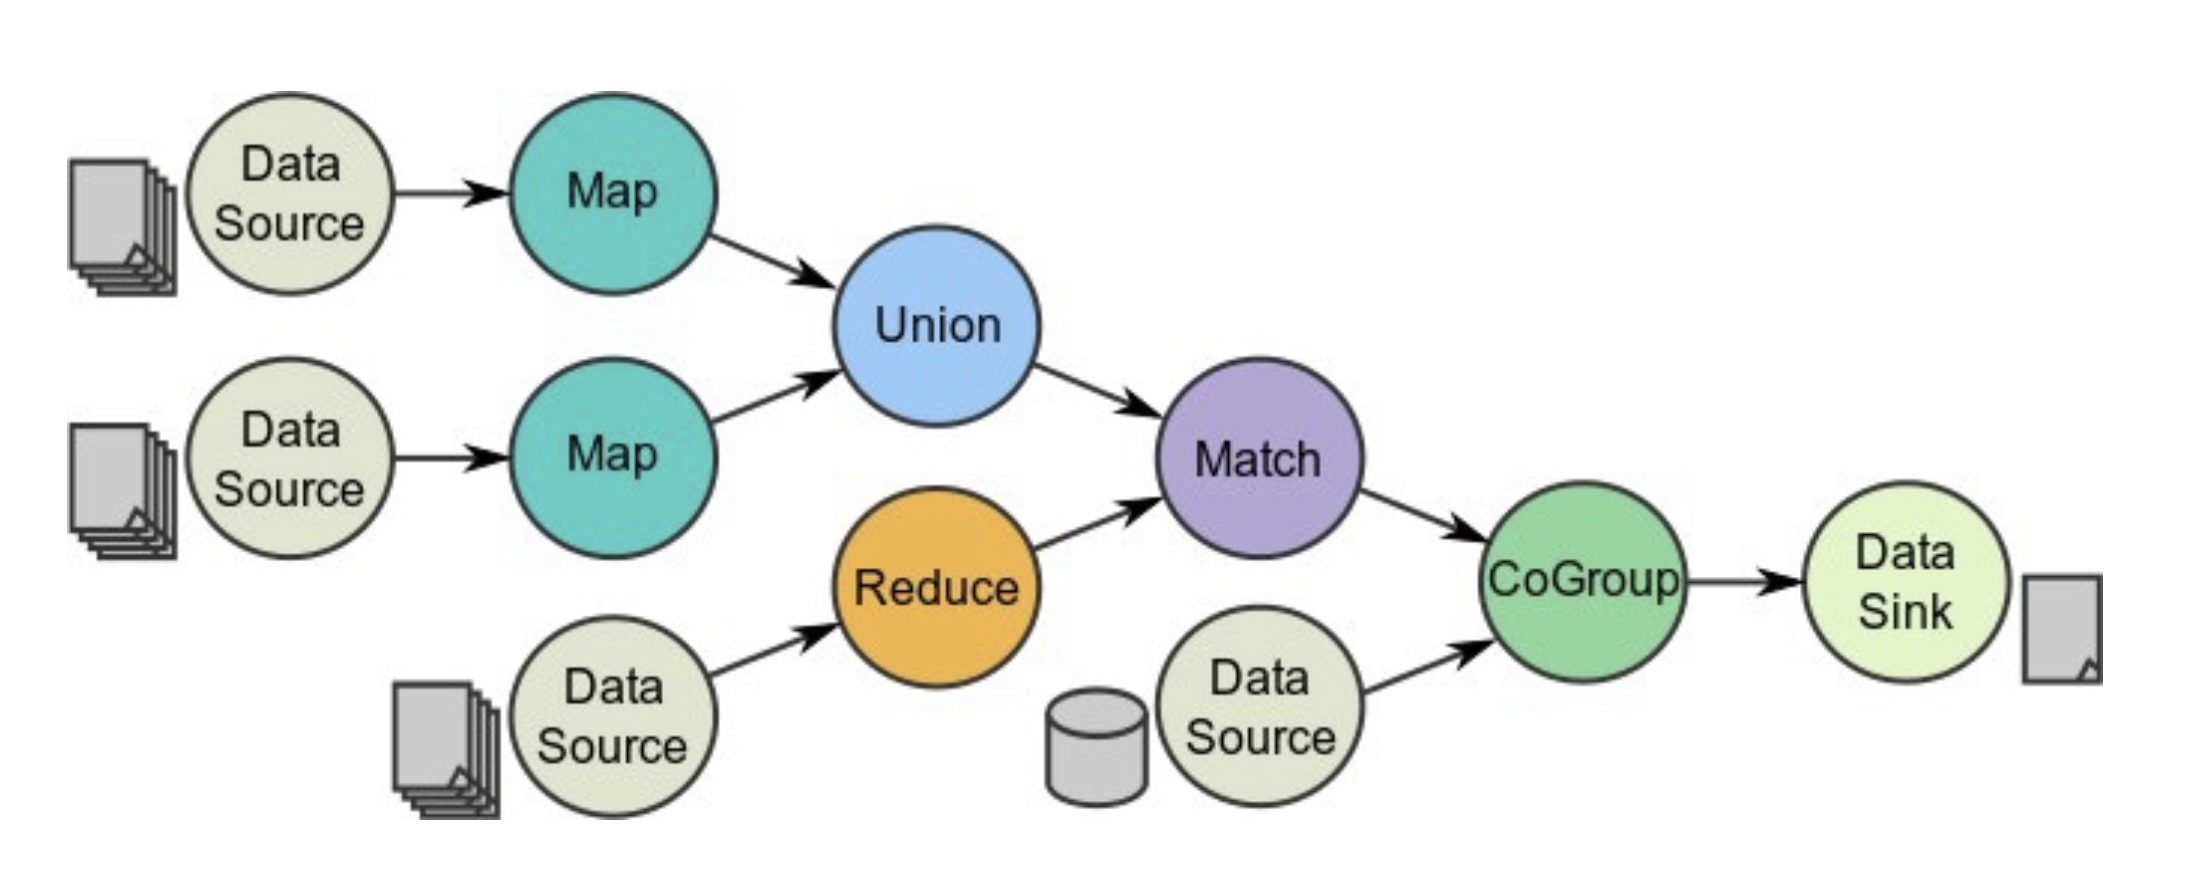 Data
Source
Map
Data
Source
Map
Union
Match
Reduce
Data
Source
Data
Source
CoGroup
Data
Sink